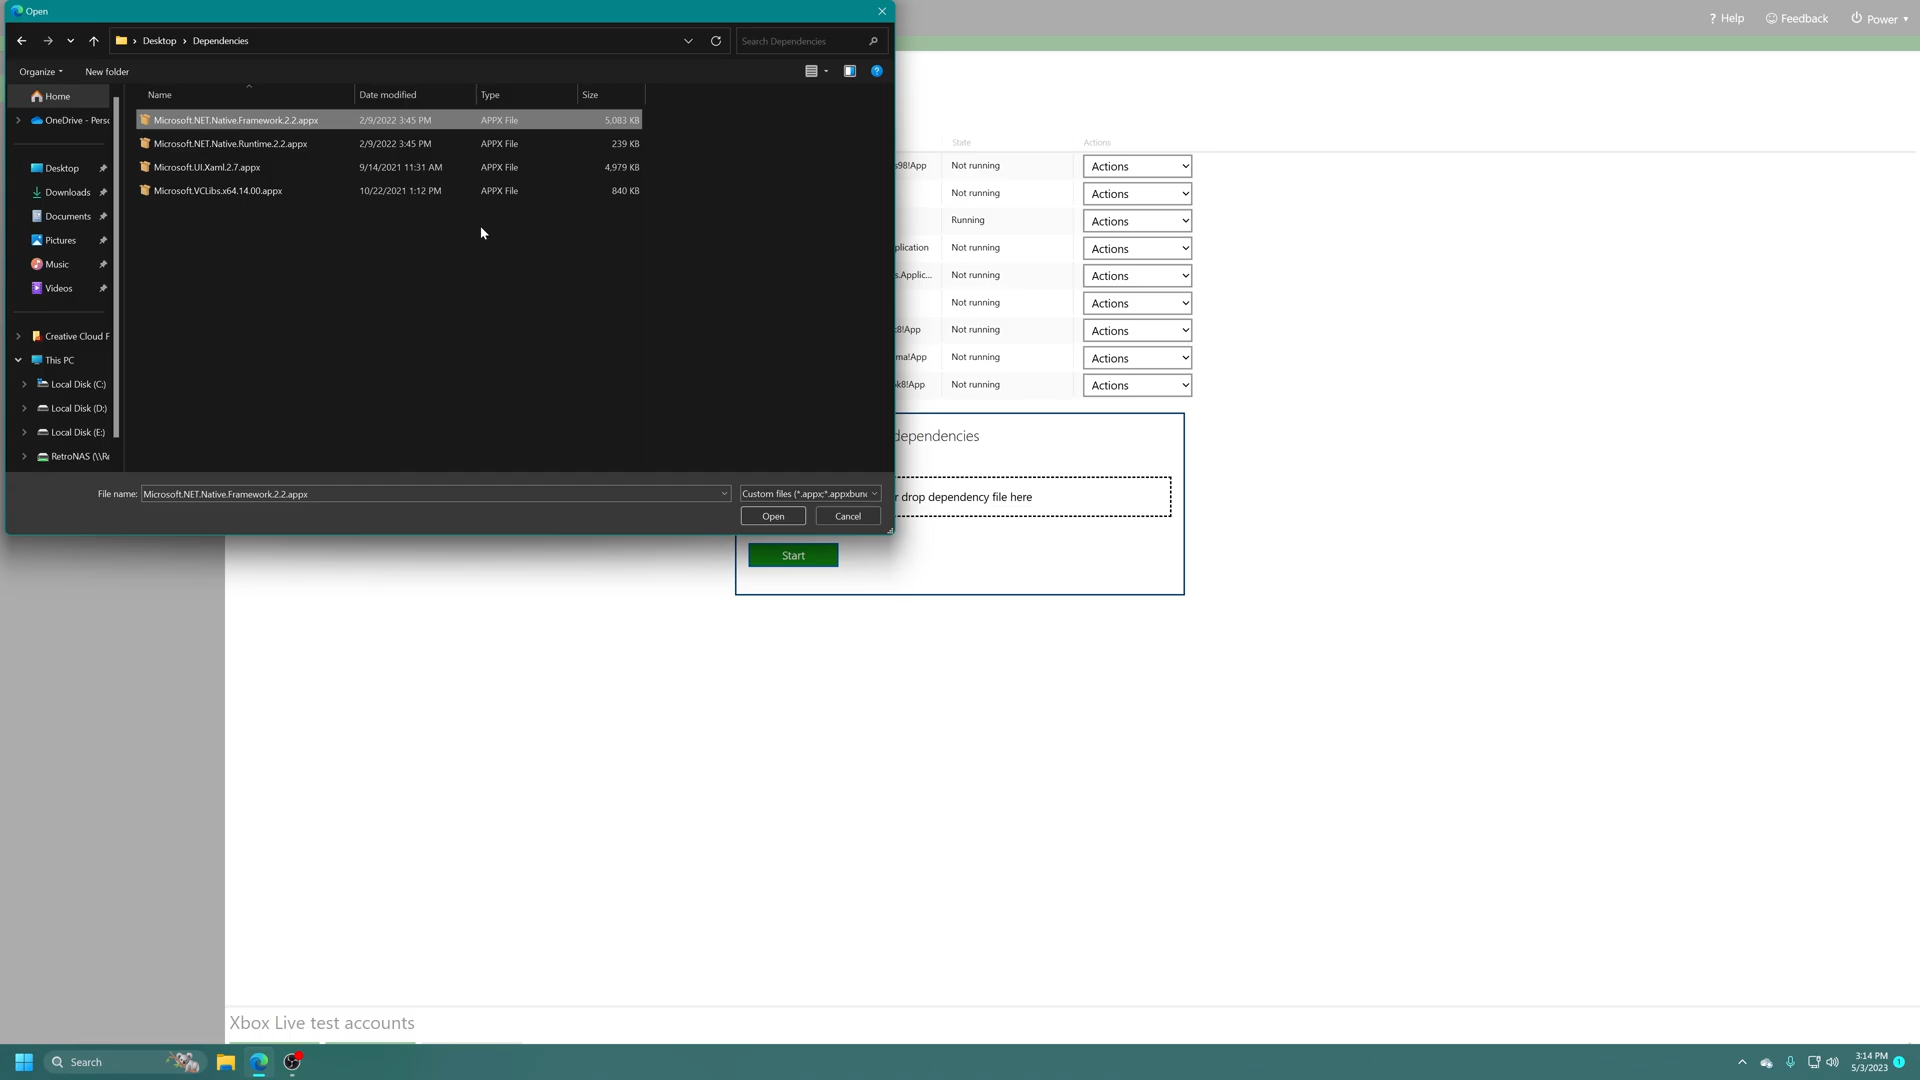 Open
Desktop > Dependencies
Search Dependencies
Organize
New folder
Name
Date modified
Type
Size
Home
OneDrive - Perso
Desktop
Downloads
Documents
Pictures
Music
Videos
Creative Cloud F
This PC
Local Disk (C:)
Local Disk (D:)
Local Disk (E:)
RetroNAS (\\Re
Microsoft.NET.Native.Framework.2.2.appx 2/9/2022 3:45 PM APPX File 5,083 KB
Microsoft.NET.Native.Runtime.2.2.appx 2/9/2022 3:45 PM APPX File 239 KB
Microsoft.UI.Xaml.2.7.appx 9/14/2021 11:31 AM APPX File 4,979 KB
Microsoft.VCLibs.x64.14.00.appx 10/22/2021 1:12 PM APPX File 840 KB
File name: Microsoft.NET.Native.Framework.2.2.appx
Custom files (*.appx;*.appxbun
Open
Cancel
? Help
Feedback
Power
State
Actions
s98!App Not running Actions
Not running Actions
Running Actions
plication Not running Actions
s.Applic... Not running Actions
Not running Actions
c8!App Not running Actions
ma!App Not running Actions
k8!App Not running Actions
dependencies
r drop dependency file here
Start
Xbox Live test accounts
Search
3:14 PM
5/3/2023
1